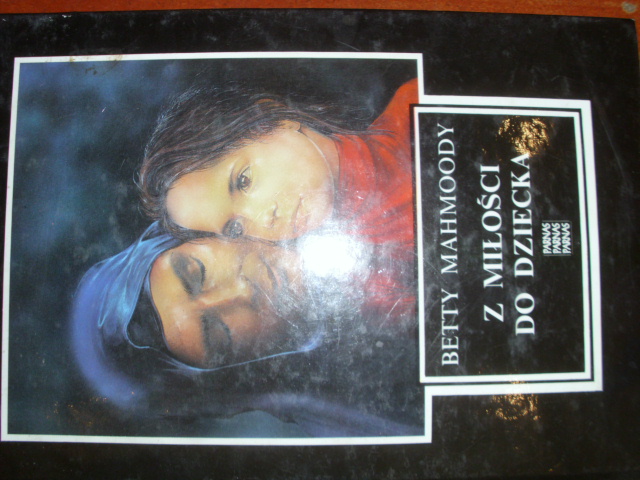 BETTY MAHMOODY
Z MIŁOŚCI
DO DZIECKA
PARNAS
PARNAS
PARNAS